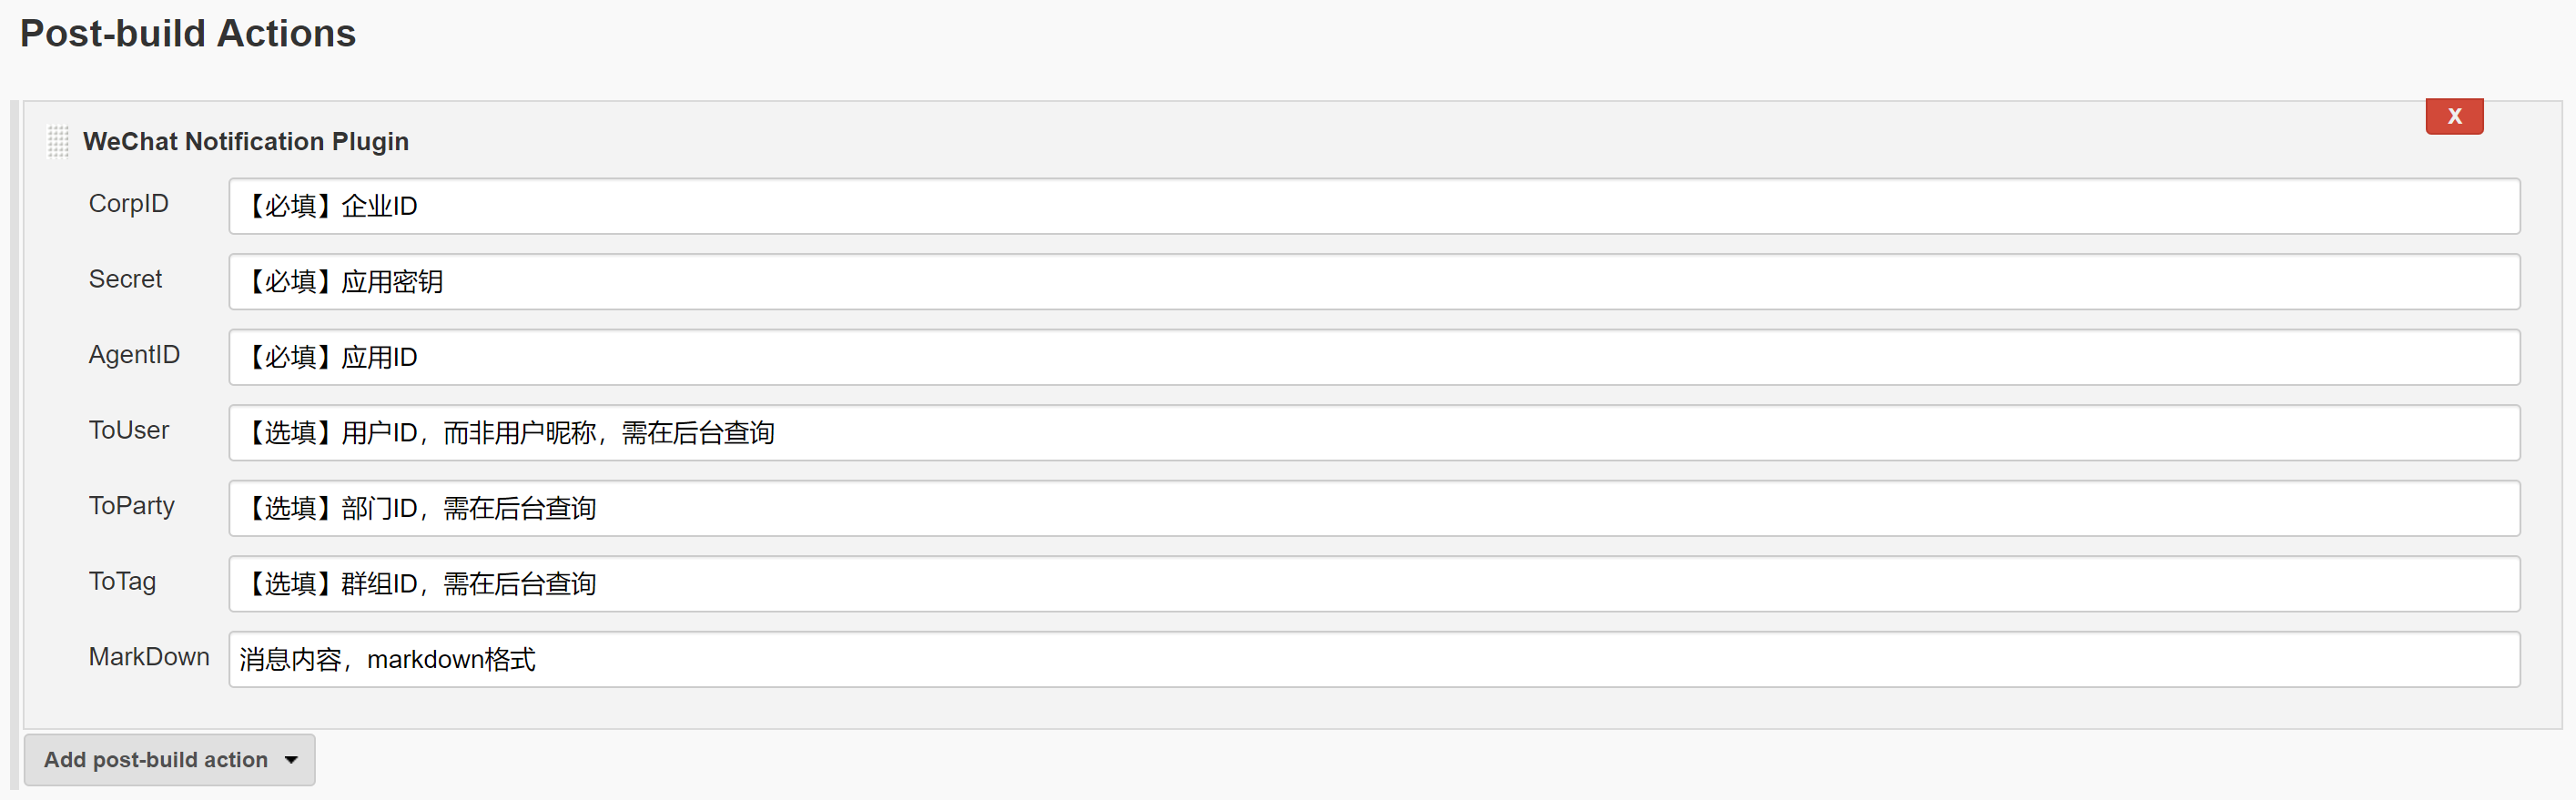 Post-build Actions
X
WeChat Notification Plugin
CorpID 【必填】企业ID
Secret 【必填】应用密钥
AgentID 【必填】应用ID
ToUser 【选填】用户ID，而非用户昵称，需在后台查询
ToParty 【选填】部门ID，需在后台查询
ToTag 【选填】群组ID，需在后台查询
MarkDown 消息内容，markdown格式
Add post-build action